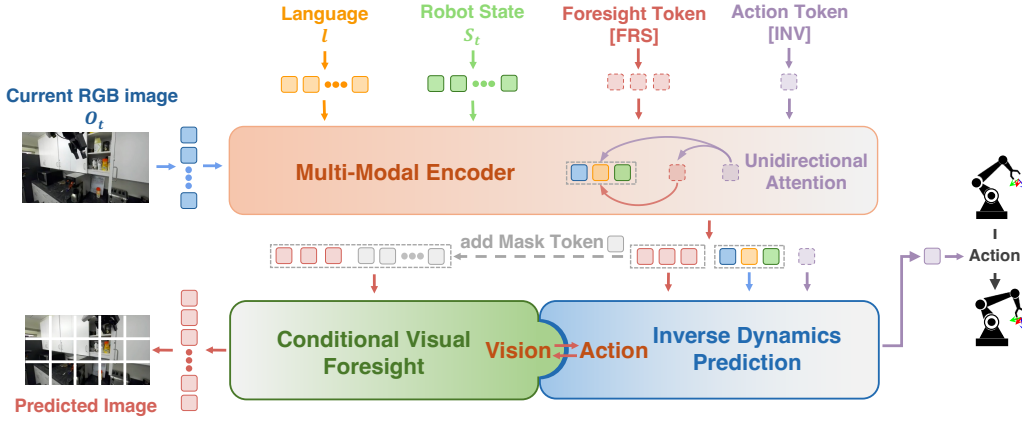 Language
l
Robot State
S_t
Foresight Token
[FRS]
Action Token
[INV]
Current RGB image
O_t
Multi-Modal Encoder
Unidirectional
Attention
add Mask Token
Action
Conditional Visual
Foresight
Vision
Action
Inverse Dynamics
Prediction
Predicted Image